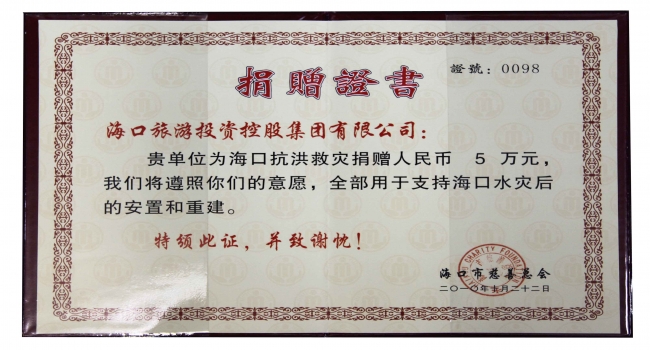 捐贈證書
證號：0098
海口旅游投资控股集团有限公司：
贵单位为海口抗洪救灾捐赠人民币 5 万元，
我们将遵照你们的意愿，全部用于支持海口水灾后
的安置和重建。
特颁此证，并致谢忱！
CHARITY FOUNDATION
海口市慈善总会
二〇一〇年十月二十二日